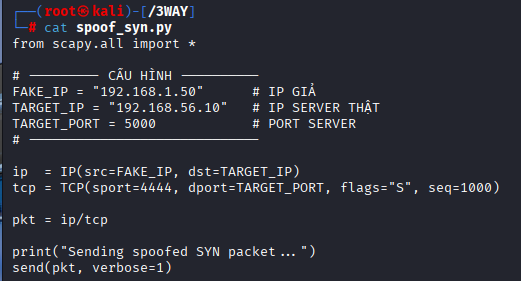 ┌──(root㉿kali)-[/3WAY]
└─# cat spoof_syn.py
from scapy.all import *

# ───────── CẤU HÌNH ──────────
FAKE_IP = "192.168.1.50"      # IP GIẢ
TARGET_IP = "192.168.56.10"   # IP SERVER THẬT
TARGET_PORT = 5000            # PORT SERVER
# ─────────────────────────────

ip  = IP(src=FAKE_IP, dst=TARGET_IP)
tcp = TCP(sport=4444, dport=TARGET_PORT, flags="S", seq=1000)

pkt = ip/tcp

print("Sending spoofed SYN packet...")
send(pkt, verbose=1)